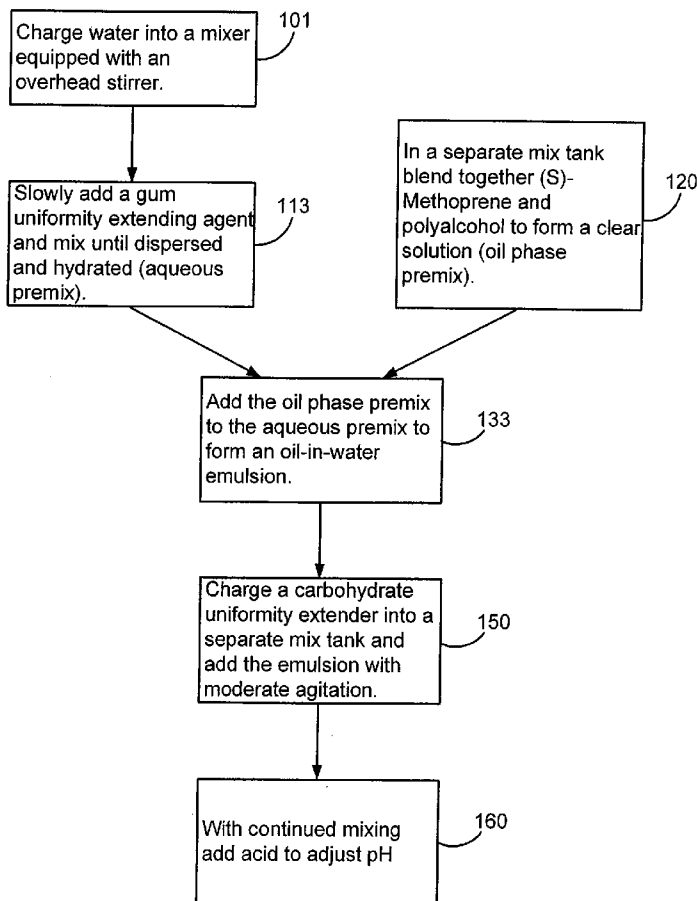 Charge water into a mixer
equipped with an
overhead stirrer.
101
Slowly add a gum
uniformity extending agent
and mix until dispersed
and hydrated (aqueous
premix).
113
In a separate mix tank
blend together (S)-
Methoprene and
polyalcohol to form a clear
solution (oil phase
premix).
120
Add the oil phase premix
to the aqueous premix to
form an oil-in-water
emulsion.
133
Charge a carbohydrate
uniformity extender into a
separate mix tank and
add the emulsion with
moderate agitation.
150
With continued mixing
add acid to adjust pH
160